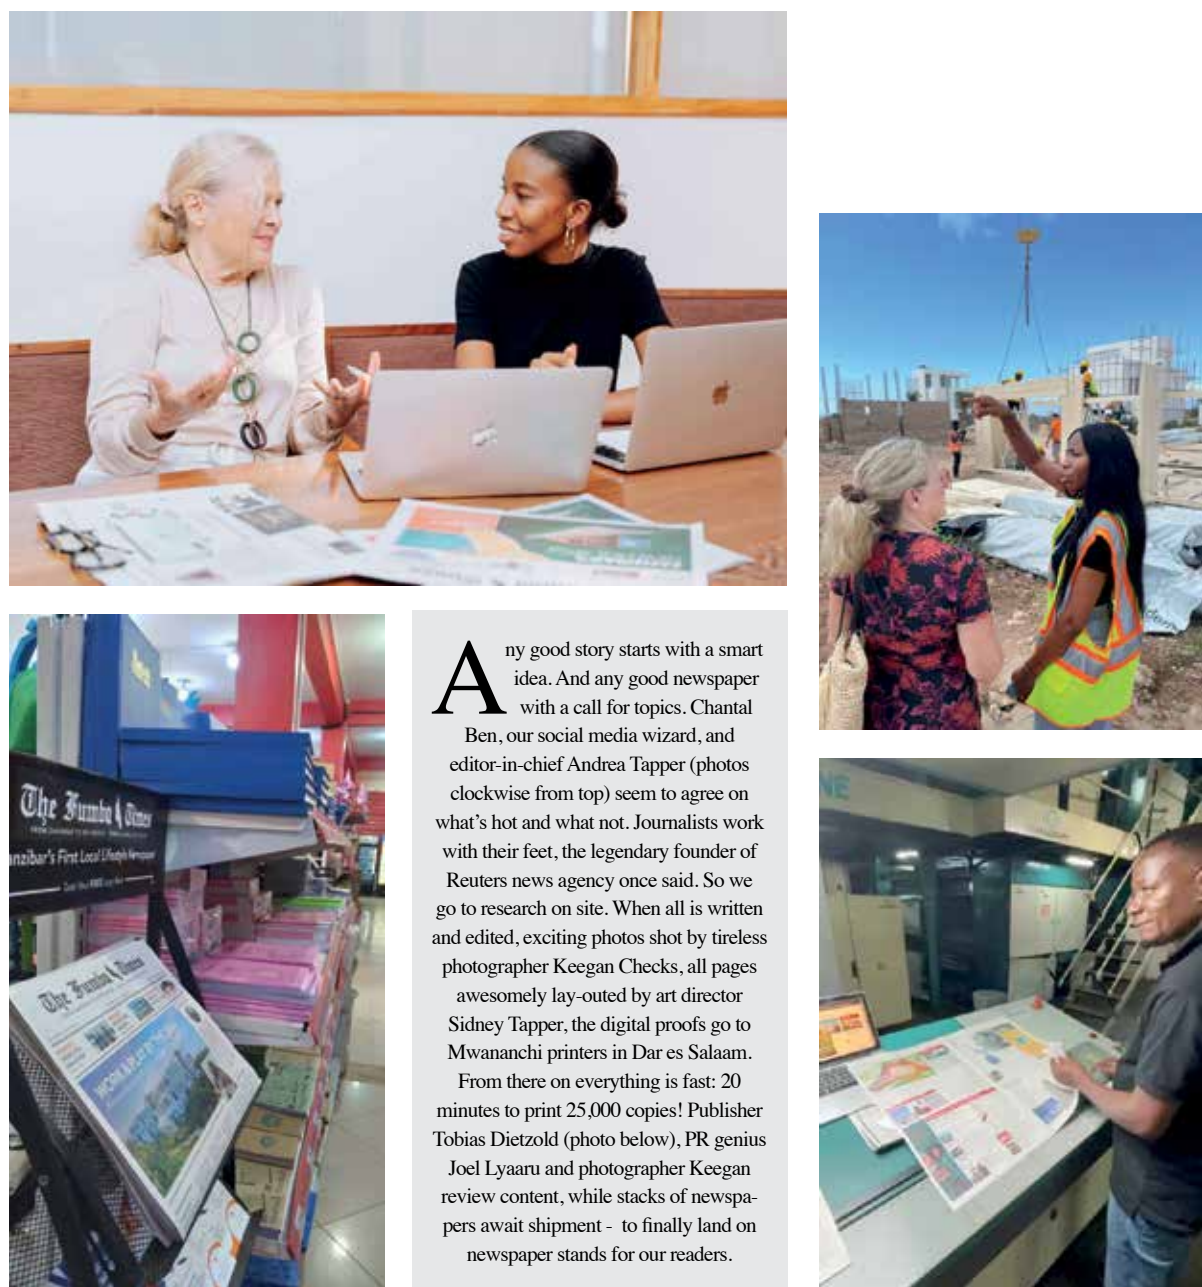 Any good story starts with a smart
idea. And any good newspaper
with a call for topics. Chantal
Ben, our social media wizard, and
editor-in-chief Andrea Tapper (photos
clockwise from top) seem to agree on
what’s hot and what not. Journalists work
with their feet, the legendary founder of
Reuters news agency once said. So we
go to research on site. When all is written
and edited, exciting photos shot by tireless
photographer Keegan Checks, all pages
awesomely lay-outed by art director
Sidney Tapper, the digital proofs go to
Mwananchi printers in Dar es Salaam.
From there on everything is fast: 20
minutes to print 25,000 copies! Publisher
Tobias Dietzold (photo below), PR genius
Joel Lyaaru and photographer Keegan
review content, while stacks of newspa-
pers await shipment - to finally land on
newspaper stands for our readers.
The Fumba Times
anzibar's First Local Lifestyle Newspaper
The Fumba Times